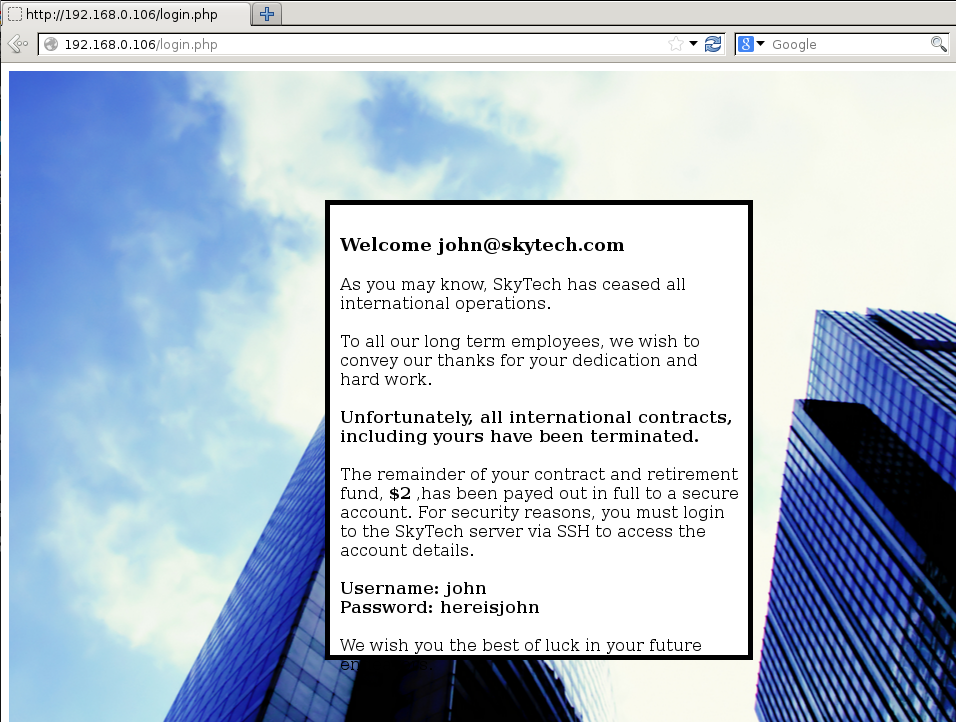 http://192.168.0.106/login.php
192.168.0.106/login.php
Google
Welcome john@skytech.com
As you may know, SkyTech has ceased all
international operations.
To all our long term employees, we wish to
convey our thanks for your dedication and
hard work.
Unfortunately, all international contracts,
including yours have been terminated.
The remainder of your contract and retirement
fund, $2 ,has been payed out in full to a secure
account. For security reasons, you must login
to the SkyTech server via SSH to access the
account details.
Username: john
Password: hereisjohn
We wish you the best of luck in your future